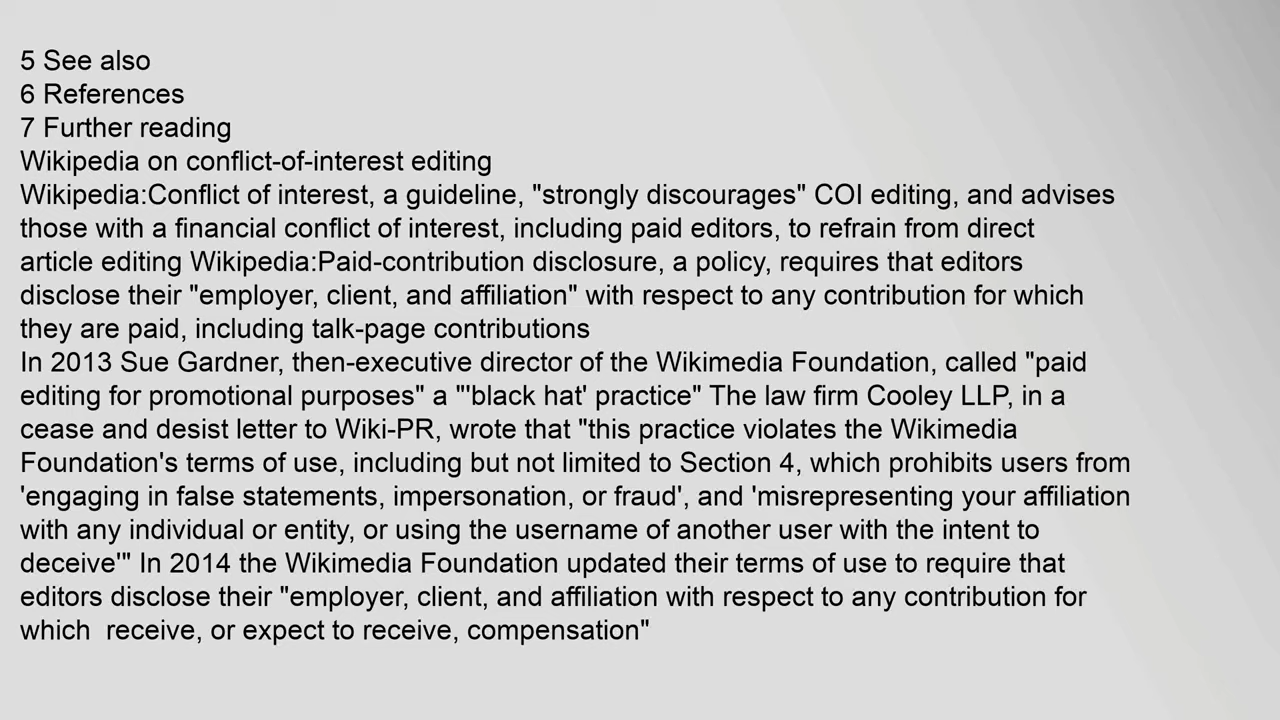 5 See also
6 References
7 Further reading
Wikipedia on conflict-of-interest editing
Wikipedia:Conflict of interest, a guideline, "strongly discourages" COI editing, and advises
those with a financial conflict of interest, including paid editors, to refrain from direct
article editing Wikipedia:Paid-contribution disclosure, a policy, requires that editors
disclose their "employer, client, and affiliation" with respect to any contribution for which
they are paid, including talk-page contributions
In 2013 Sue Gardner, then-executive director of the Wikimedia Foundation, called "paid
editing for promotional purposes" a "'black hat' practice" The law firm Cooley LLP, in a
cease and desist letter to Wiki-PR, wrote that "this practice violates the Wikimedia
Foundation's terms of use, including but not limited to Section 4, which prohibits users from
'engaging in false statements, impersonation, or fraud', and 'misrepresenting your affiliation
with any individual or entity, or using the username of another user with the intent to
deceive'" In 2014 the Wikimedia Foundation updated their terms of use to require that
editors disclose their "employer, client, and affiliation with respect to any contribution for
which  receive, or expect to receive, compensation"